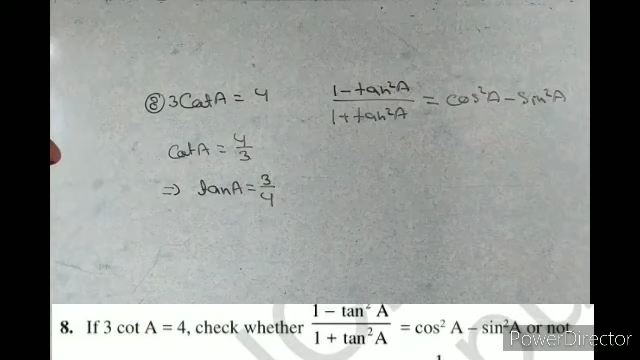 ⑧ 3 Cot A = 4
Cot A = 4/3
⇒ tan A = 3/4
1 - tan²A / 1 + tan²A = cos²A - sin²A
8. If 3 cot A = 4, check whether 1 – tan² A / 1 + tan² A = cos² A – sin²A or not.
PowerDirector